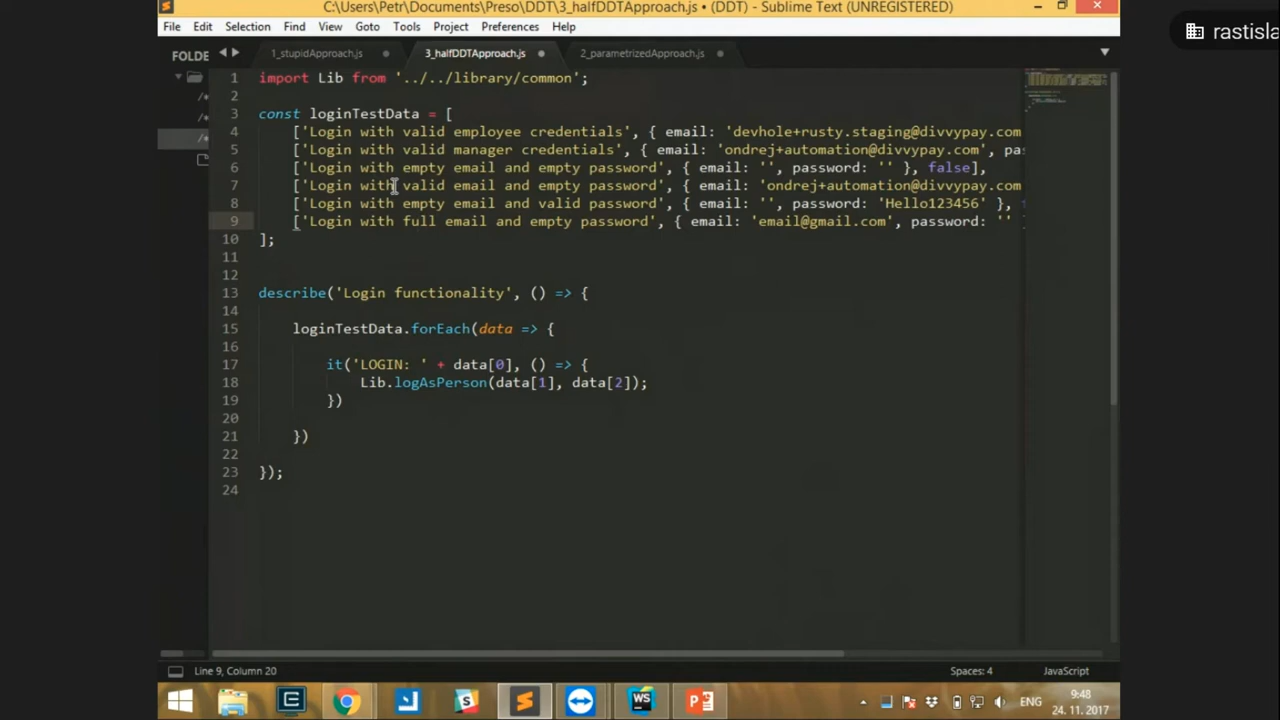 C:\Users\Petr\Documents\Preso\DDT\3_halfDDTApproach.js • (DDT) - Sublime Text (UNREGISTERED)
rastisla
File Edit Selection Find View Goto Tools Project Preferences Help
FOLDE
1_stupidApproach.js 3_halfDDTApproach.js 2_parametrizedApproach.js
1 import Lib from '../../library/common';
2
3 const loginTestData = [
4 ['Login with valid employee credentials', { email: 'devhole+rusty.staging@divvypay.com
5 ['Login with valid manager credentials', { email: 'ondrej+automation@divvypay.com', pa
6 ['Login with empty email and empty password', { email: '', password: '' }, false],
7 ['Login with valid email and empty password', { email: 'ondrej+automation@divvypay.com
8 ['Login with empty email and valid password', { email: '', password: 'Hello123456' },
9 ['Login with full email and empty password', { email: 'email@gmail.com', password: ''
10 ];
11
12
13 describe('Login functionality', () => {
14
15 loginTestData.forEach(data => {
16
17 it('LOGIN: ' + data[0], () => {
18 Lib.logAsPerson(data[1], data[2]);
19 })
20
21 })
22
23 });
24
Line 9, Column 20
Spaces: 4
JavaScript
WS
ENG
9:48
24. 11. 2017